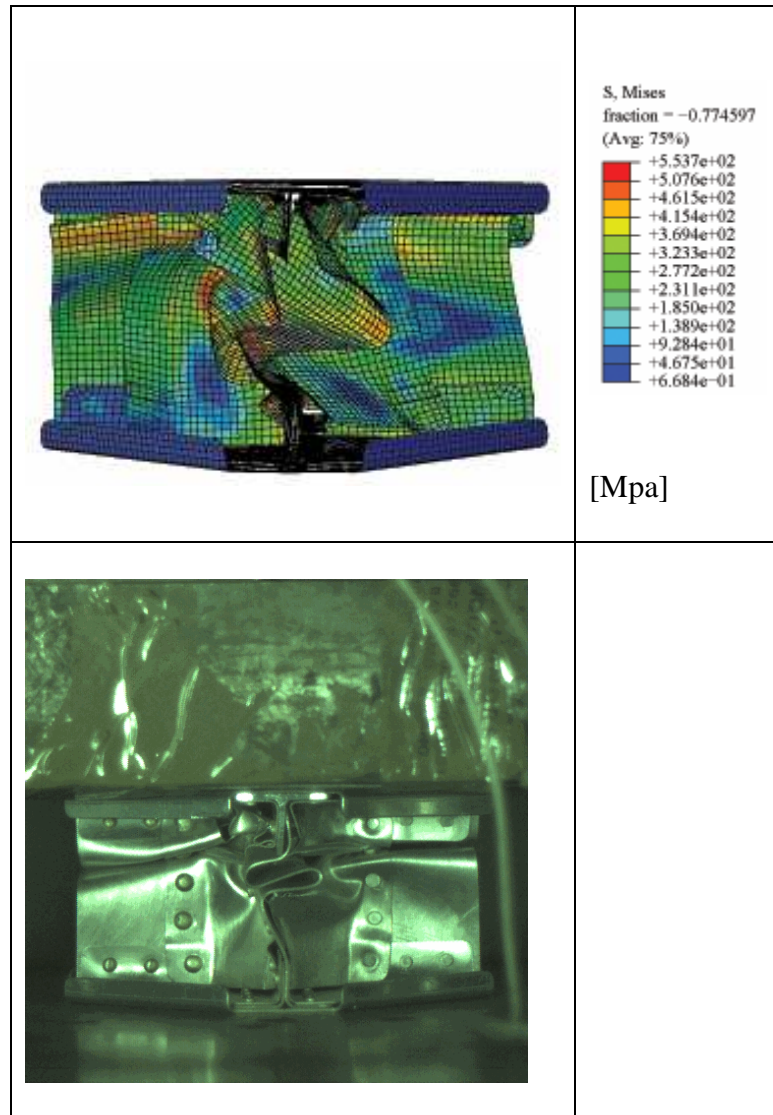 S, Mises
fraction = −0.774597
(Avg: 75%)
+5.537e+02
+5.076e+02
+4.615e+02
+4.154e+02
+3.694e+02
+3.233e+02
+2.772e+02
+2.311e+02
+1.850e+02
+1.389e+02
+9.284e+01
+4.675e+01
+6.684e−01
[Mpa]